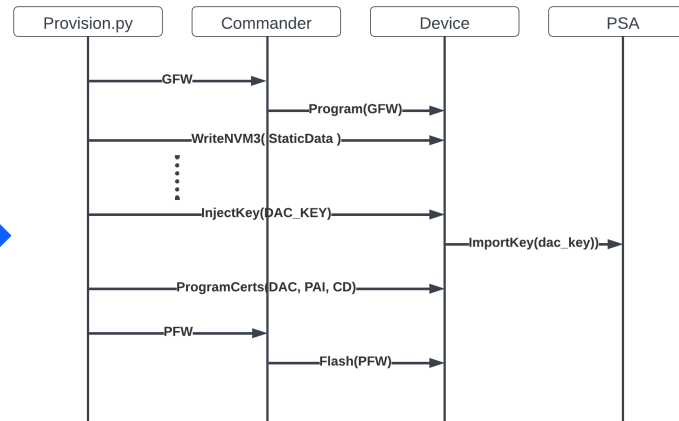 Provision.py
Commander
Device
PSA
GFW
Program(GFW)
WriteNVM3( StaticData )
InjectKey(DAC_KEY)
ImportKey(dac_key))
ProgramCerts(DAC, PAI, CD)
PFW
Flash(PFW)